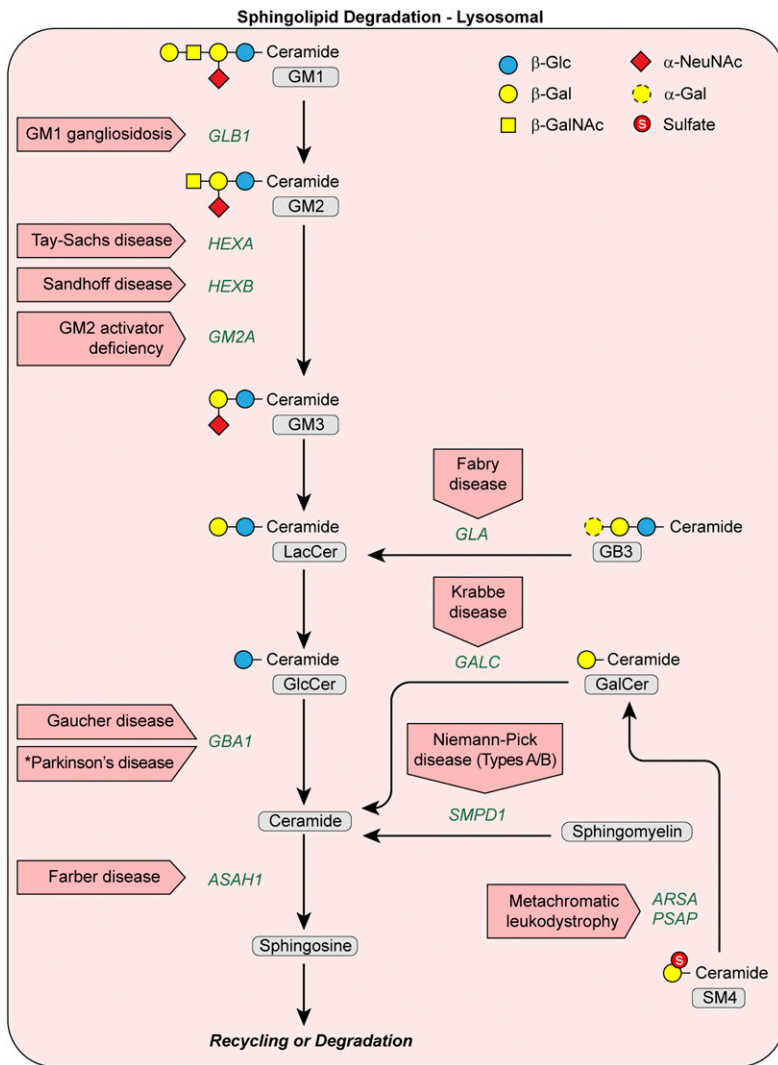 Sphingolipid Degradation - Lysosomal
Ceramide
GM1
β-Glc
α-NeuNAc
β-Gal
α-Gal
β-GalNAc
S
Sulfate
GM1 gangliosidosis
GLB1
Ceramide
GM2
Tay-Sachs disease
HEXA
Sandhoff disease
HEXB
GM2 activator
deficiency
GM2A
Ceramide
GM3
Fabry
disease
GLA
Ceramide
LacCer
Ceramide
GB3
Krabbe
disease
GALC
Ceramide
GlcCer
Ceramide
GalCer
Gaucher disease
*Parkinson's disease
GBA1
Niemann-Pick
disease (Types A/B)
SMPD1
Ceramide
Sphingomyelin
Farber disease
ASAH1
Metachromatic
leukodystrophy
ARSA
PSAP
Sphingosine
S
Ceramide
SM4
Recycling or Degradation